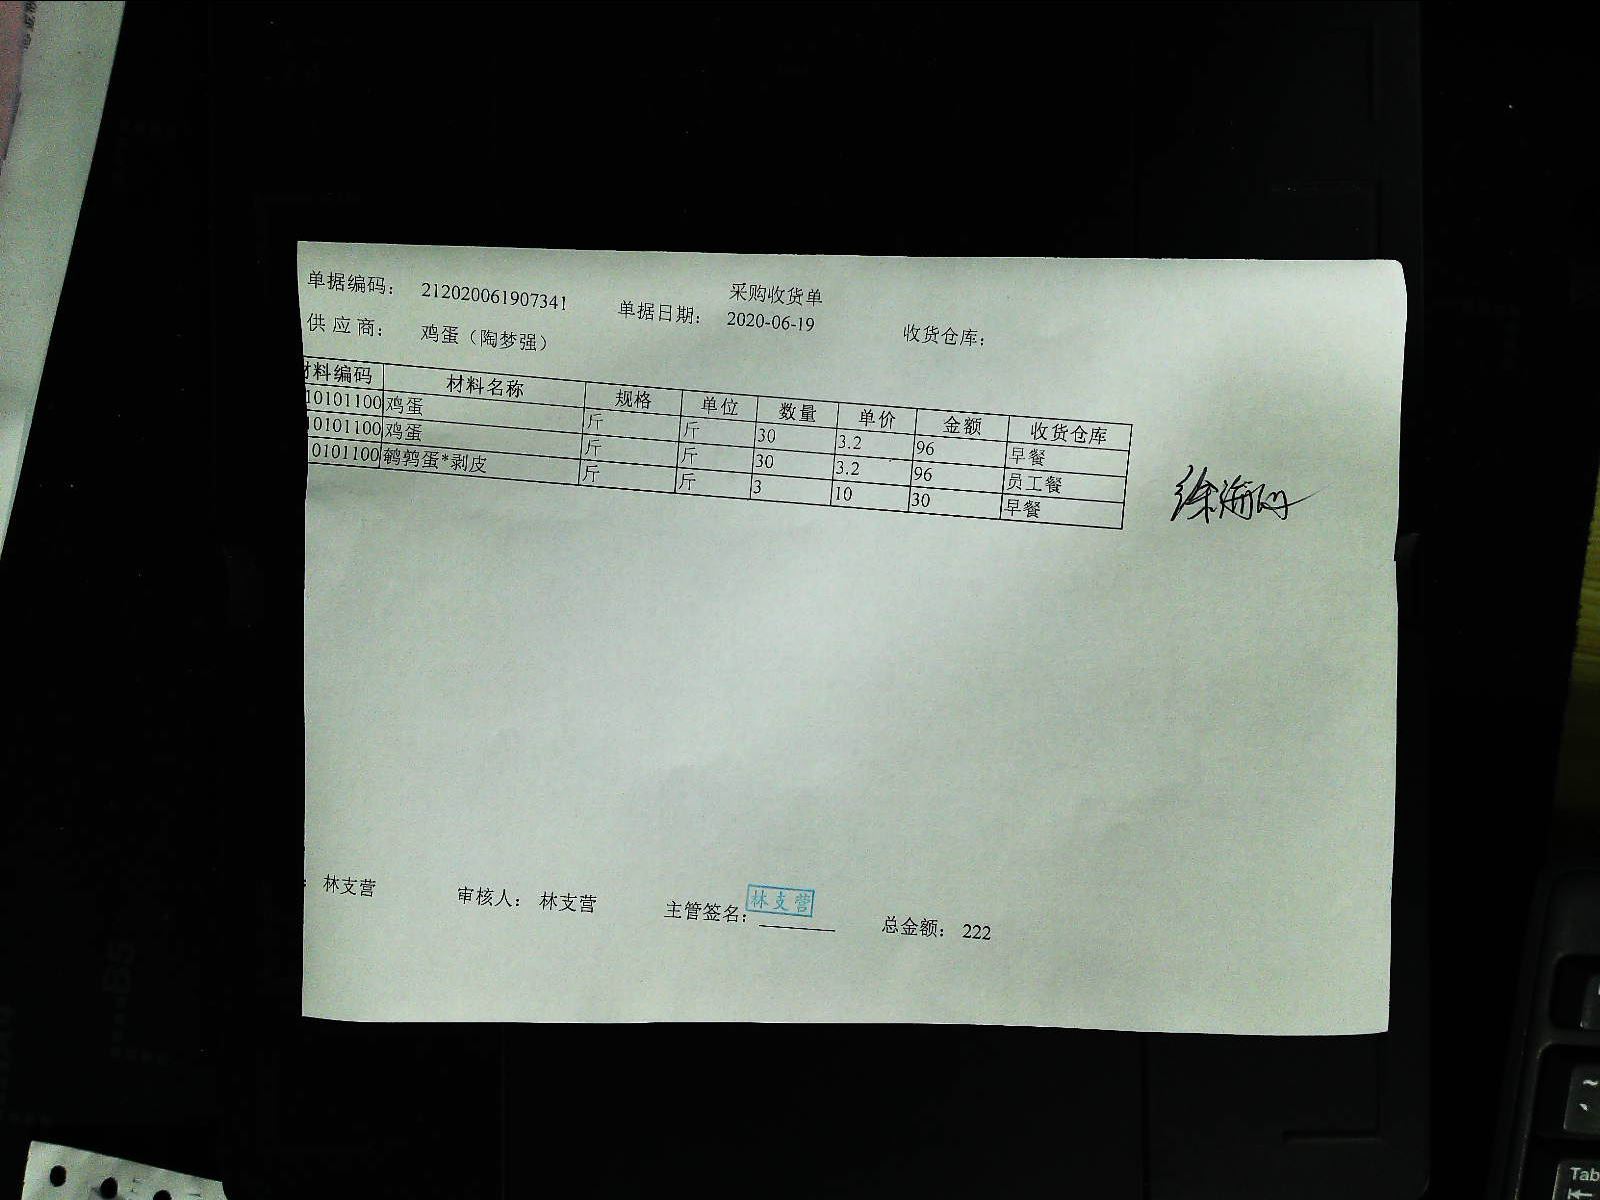 采购收货单
单据编码： 212020061907341 单据日期： 2020-06-19 收货仓库：
供 应 商： 鸡蛋（陶梦强）
材料编码 材料名称 规格 单位 数量 单价 金额 收货仓库
10101100 鸡蛋 斤 斤 30 3.2 96 早餐
10101100 鸡蛋 斤 斤 30 3.2 96 员工餐
10101100 鹌鹑蛋*剥皮 斤 斤 3 10 30 早餐
： 林支营 审核人： 林支营 主管签名： 林支营 总金额： 222
Tab